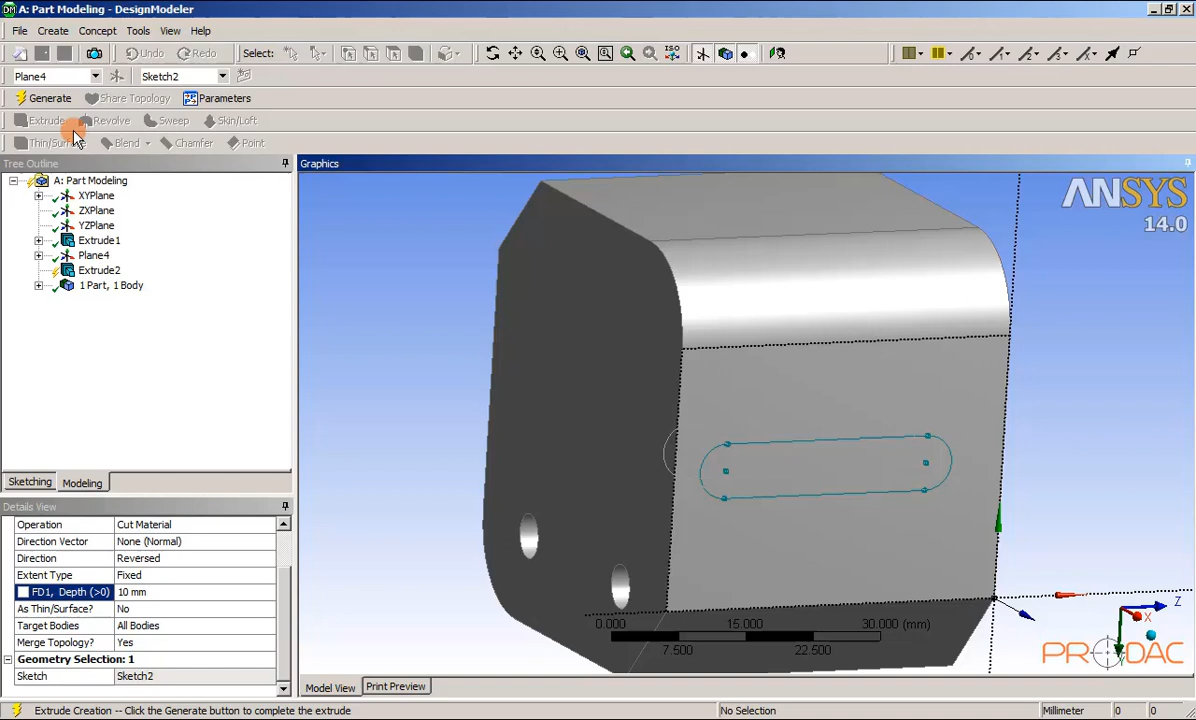 A: Part Modeling - DesignModeler
File Create Concept Tools View Help
Undo Redo Select: ISO
Plane4 Sketch2
Generate Share Topology Parameters
Extrude Revolve Sweep Skin/Loft
Thin/Surface Blend Chamfer Point
Tree Outline
A: Part Modeling
XYPlane
ZXPlane
YZPlane
Extrude1
Plane4
Extrude2
1 Part, 1 Body
Sketching Modeling
Details View
Operation Cut Material
Direction Vector None (Normal)
Direction Reversed
Extent Type Fixed
FD1, Depth (>0) 10 mm
As Thin/Surface? No
Target Bodies All Bodies
Merge Topology? Yes
Geometry Selection: 1
Sketch Sketch2
Graphics
ANSYS
14.0
0.000 15.000 30.000 (mm)
7.500 22.500
Z
X
Y
PRODAC
Model View Print Preview
Extrude Creation -- Click the Generate button to complete the extrude No Selection Millimeter 0 0